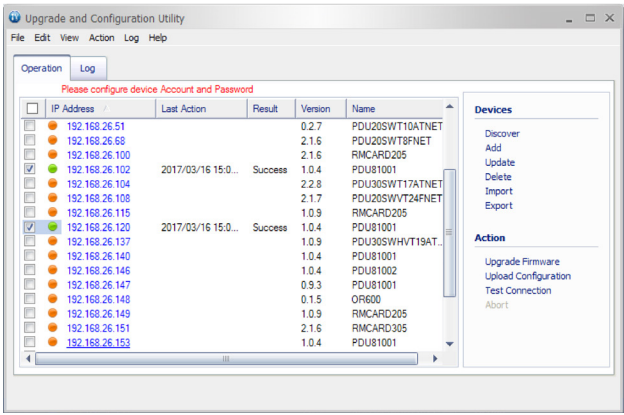 Upgrade and Configuration Utility
File Edit View Action Log Help
Operation Log
Please configure device Account and Password
IP Address Last Action Result Version Name
192.168.26.51 0.2.7 PDU20SWT10ATNET
192.168.26.68 2.1.6 PDU20SWT8FNET
192.168.26.100 2.1.6 RMCARD205
192.168.26.102 2017/03/16 15:0... Success 1.0.4 PDU81001
192.168.26.104 2.2.8 PDU30SWT17ATNET
192.168.26.108 2.1.7 PDU20SWVT24FNET
192.168.26.115 1.0.9 RMCARD205
192.168.26.120 2017/03/16 15:0... Success 1.0.4 PDU81001
192.168.26.137 1.0.9 PDU30SWHVT19AT...
192.168.26.140 1.0.4 PDU81001
192.168.26.146 1.0.4 PDU81002
192.168.26.147 0.9.3 PDU81001
192.168.26.148 0.1.5 OR600
192.168.26.149 1.0.9 RMCARD205
192.168.26.151 2.1.6 RMCARD305
192.168.26.153 1.0.4 PDU81001
Devices
Discover
Add
Update
Delete
Import
Export
Action
Upgrade Firmware
Upload Configuration
Test Connection
Abort